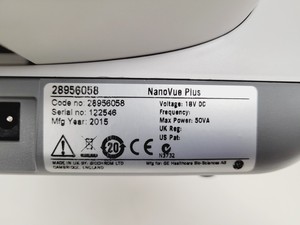 28956058 NanoVue Plus
Code no: 28956058 Voltage: 18V DC
Serial no: 122546 Frequency:
Mfg Year: 2015 Max Power: 50VA
UK Reg:
US Pat:
20
N3732
MADE IN UK BY: BIOCHROM LTD Mfg for: GE Healthcare Bio-Sciences AB
CAMBRIDGE, ENGLAND